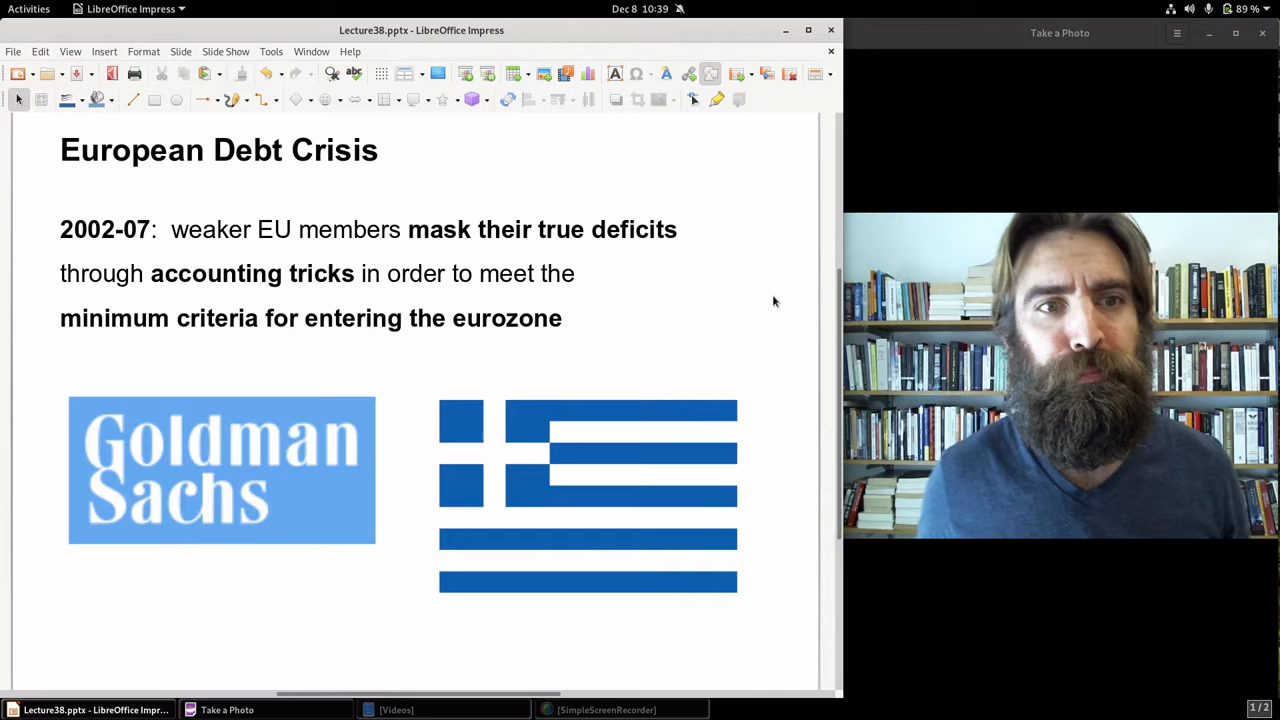 Activities
LibreOffice Impress
Dec 8 10:39
89 %
Lecture38.pptx - LibreOffice Impress
Take a Photo
File Edit View Insert Format Slide Slide Show Tools Window Help
European Debt Crisis
2002-07: weaker EU members mask their true deficits
through accounting tricks in order to meet the
minimum criteria for entering the eurozone
Goldman
Sachs
Lecture38.pptx - LibreOffice Impr...
Take a Photo
[Videos]
[SimpleScreenRecorder]
1 / 2